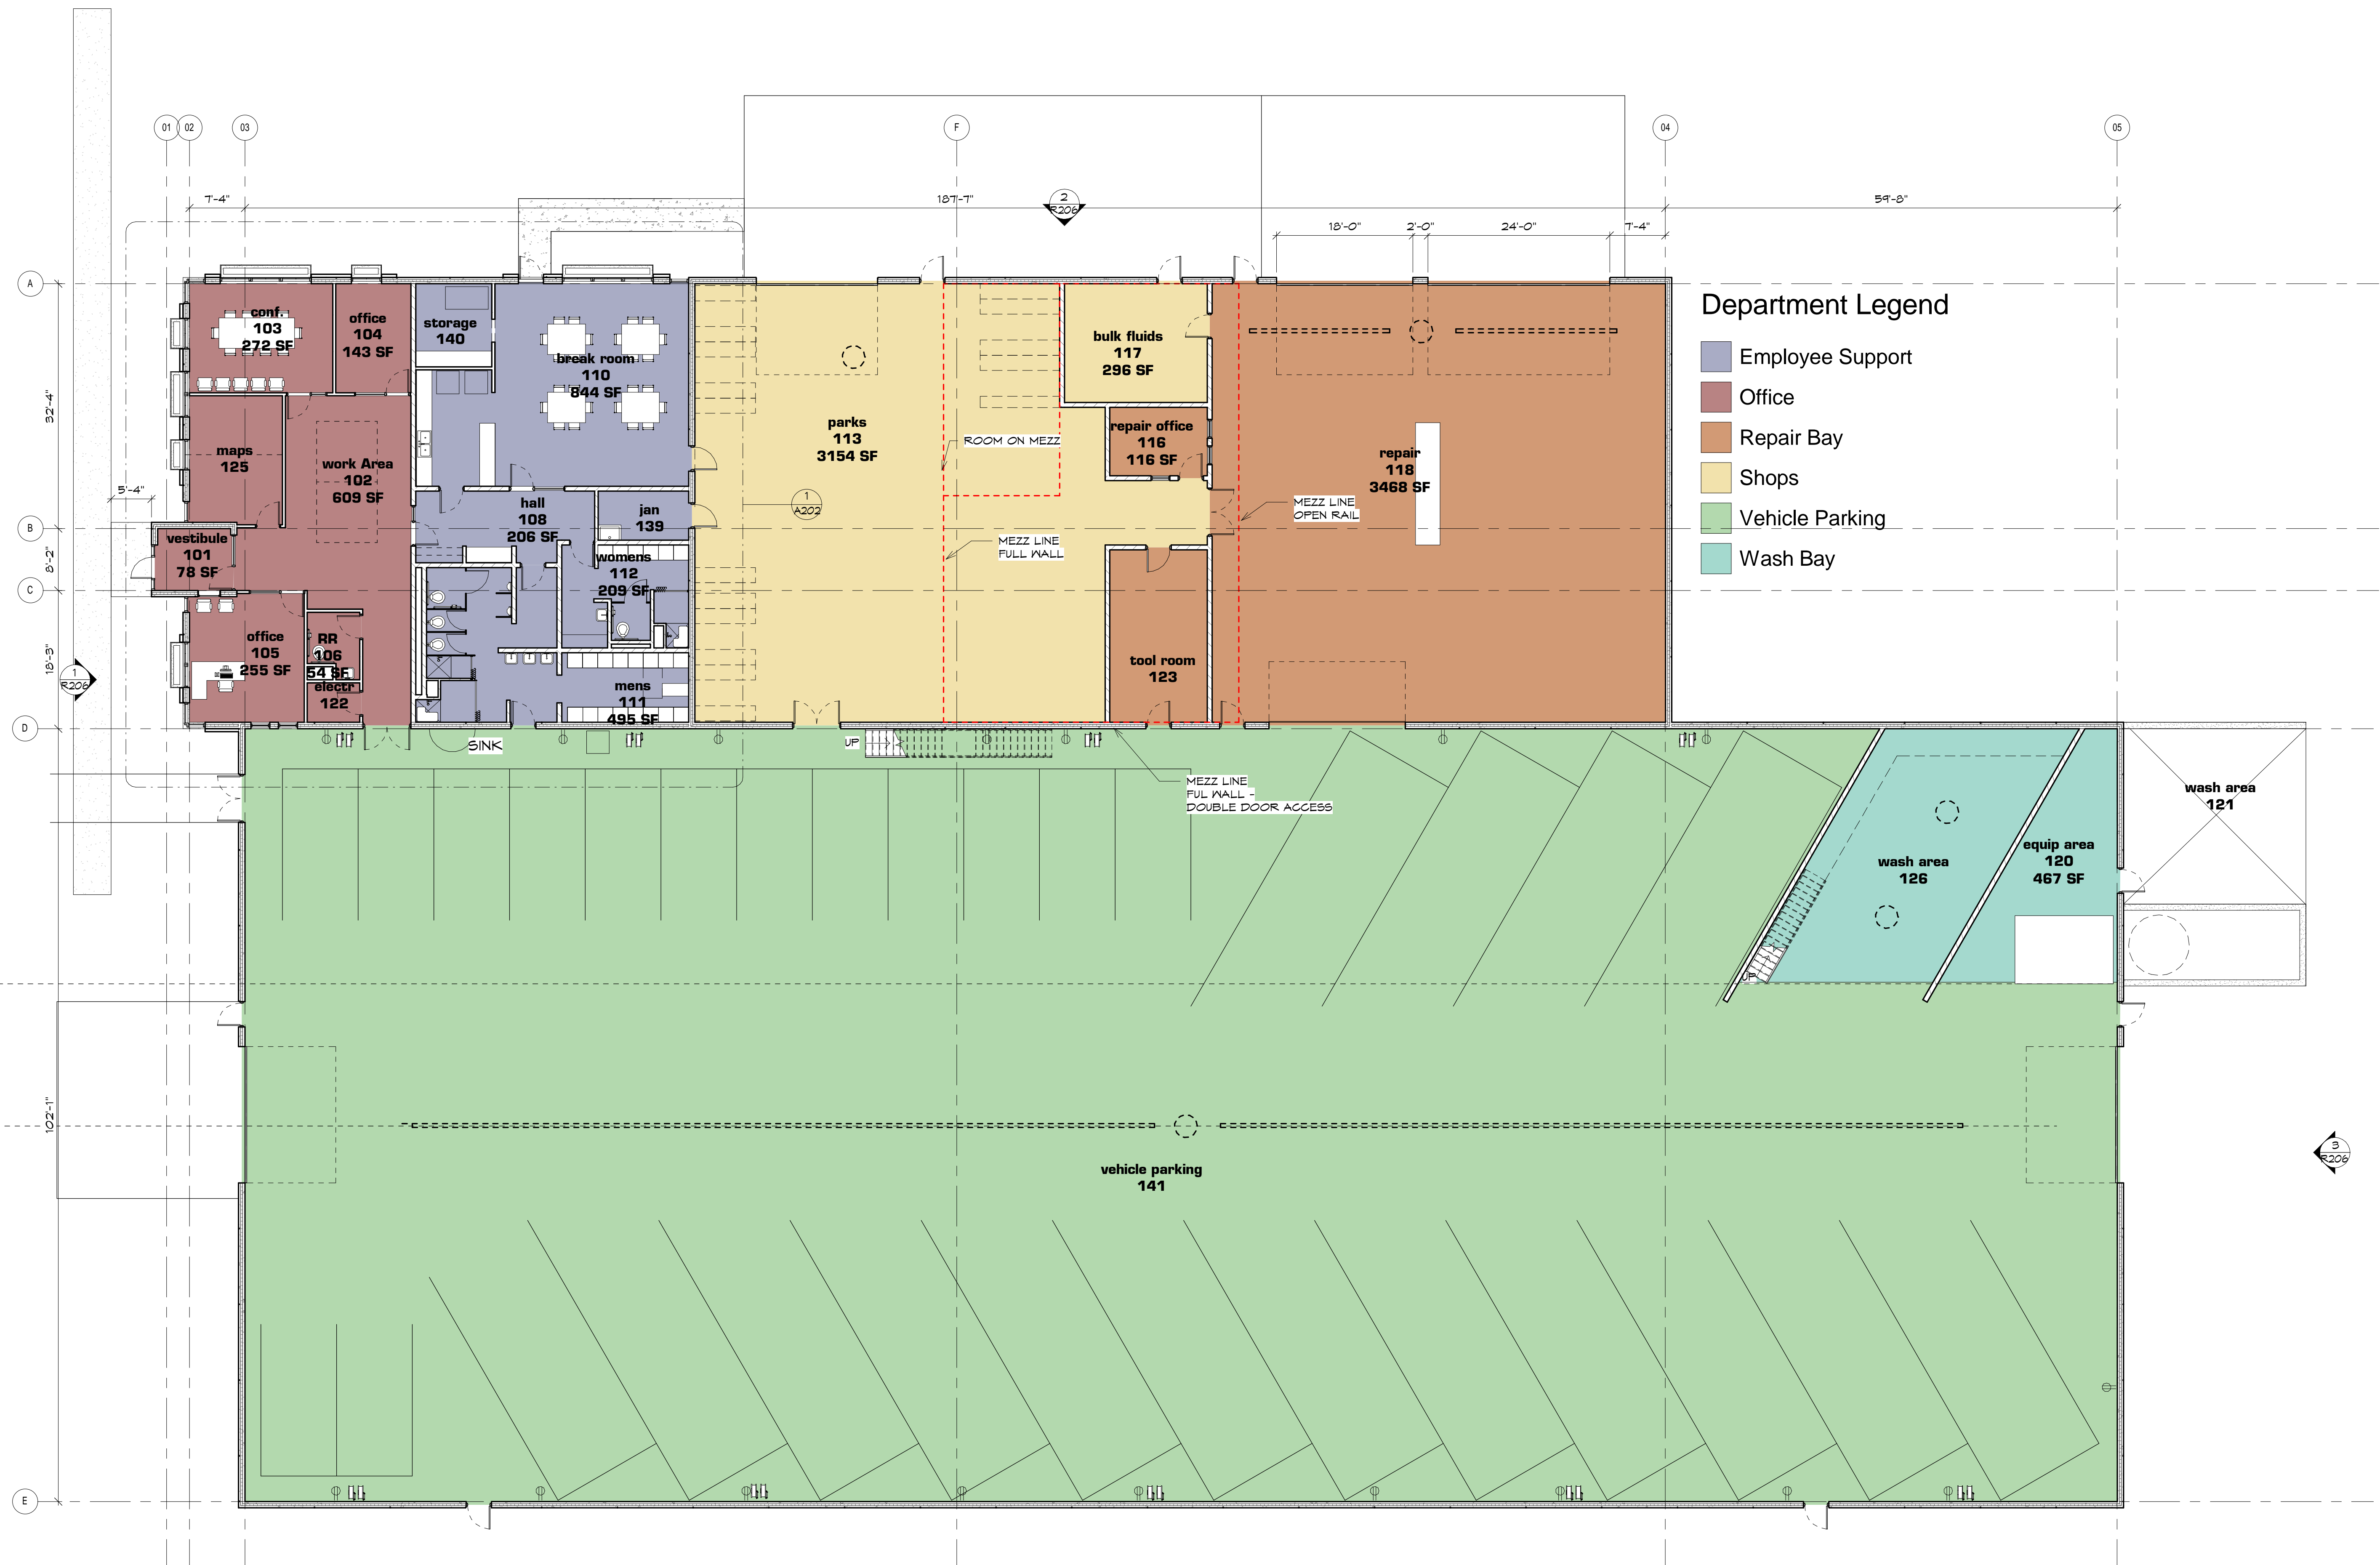 01
02
03
F
04
05
7'-4"
187'-7"
59'-8"
2
R206
18'-0"
2'-0"
24'-0"
7'-4"
A
B
C
D
E
32'-4"
8'-2"
18'-3"
102'-1"
5'-4"
1
R206
3
R206
conf.
103
272 SF
office
104
143 SF
storage
140
break room
110
844 SF
maps
125
work Area
102
609 SF
vestibule
101
78 SF
hall
108
206 SF
jan
139
womens
112
209 SF
office
105
255 SF
RR
106
54 SF
electr
122
mens
111
495 SF
parks
113
3154 SF
ROOM ON MEZZ
1
A202
MEZZ LINE
FULL WALL
bulk fluids
117
296 SF
repair office
116
116 SF
tool room
123
repair
118
3468 SF
MEZZ LINE
OPEN RAIL
Department Legend
Employee Support
Office
Repair Bay
Shops
Vehicle Parking
Wash Bay
SINK
UP
MEZZ LINE
FUL WALL -
DOUBLE DOOR ACCESS
wash area
126
equip area
120
467 SF
wash area
121
UP
vehicle parking
141